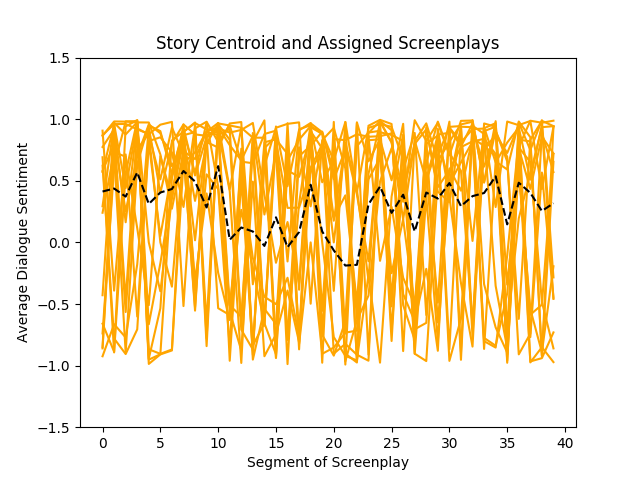 Story Centroid and Assigned Screenplays
1.5
1.0
0.5
0.0
−0.5
−1.0
−1.5
Average Dialogue Sentiment
0 5 10 15 20 25 30 35 40
Segment of Screenplay